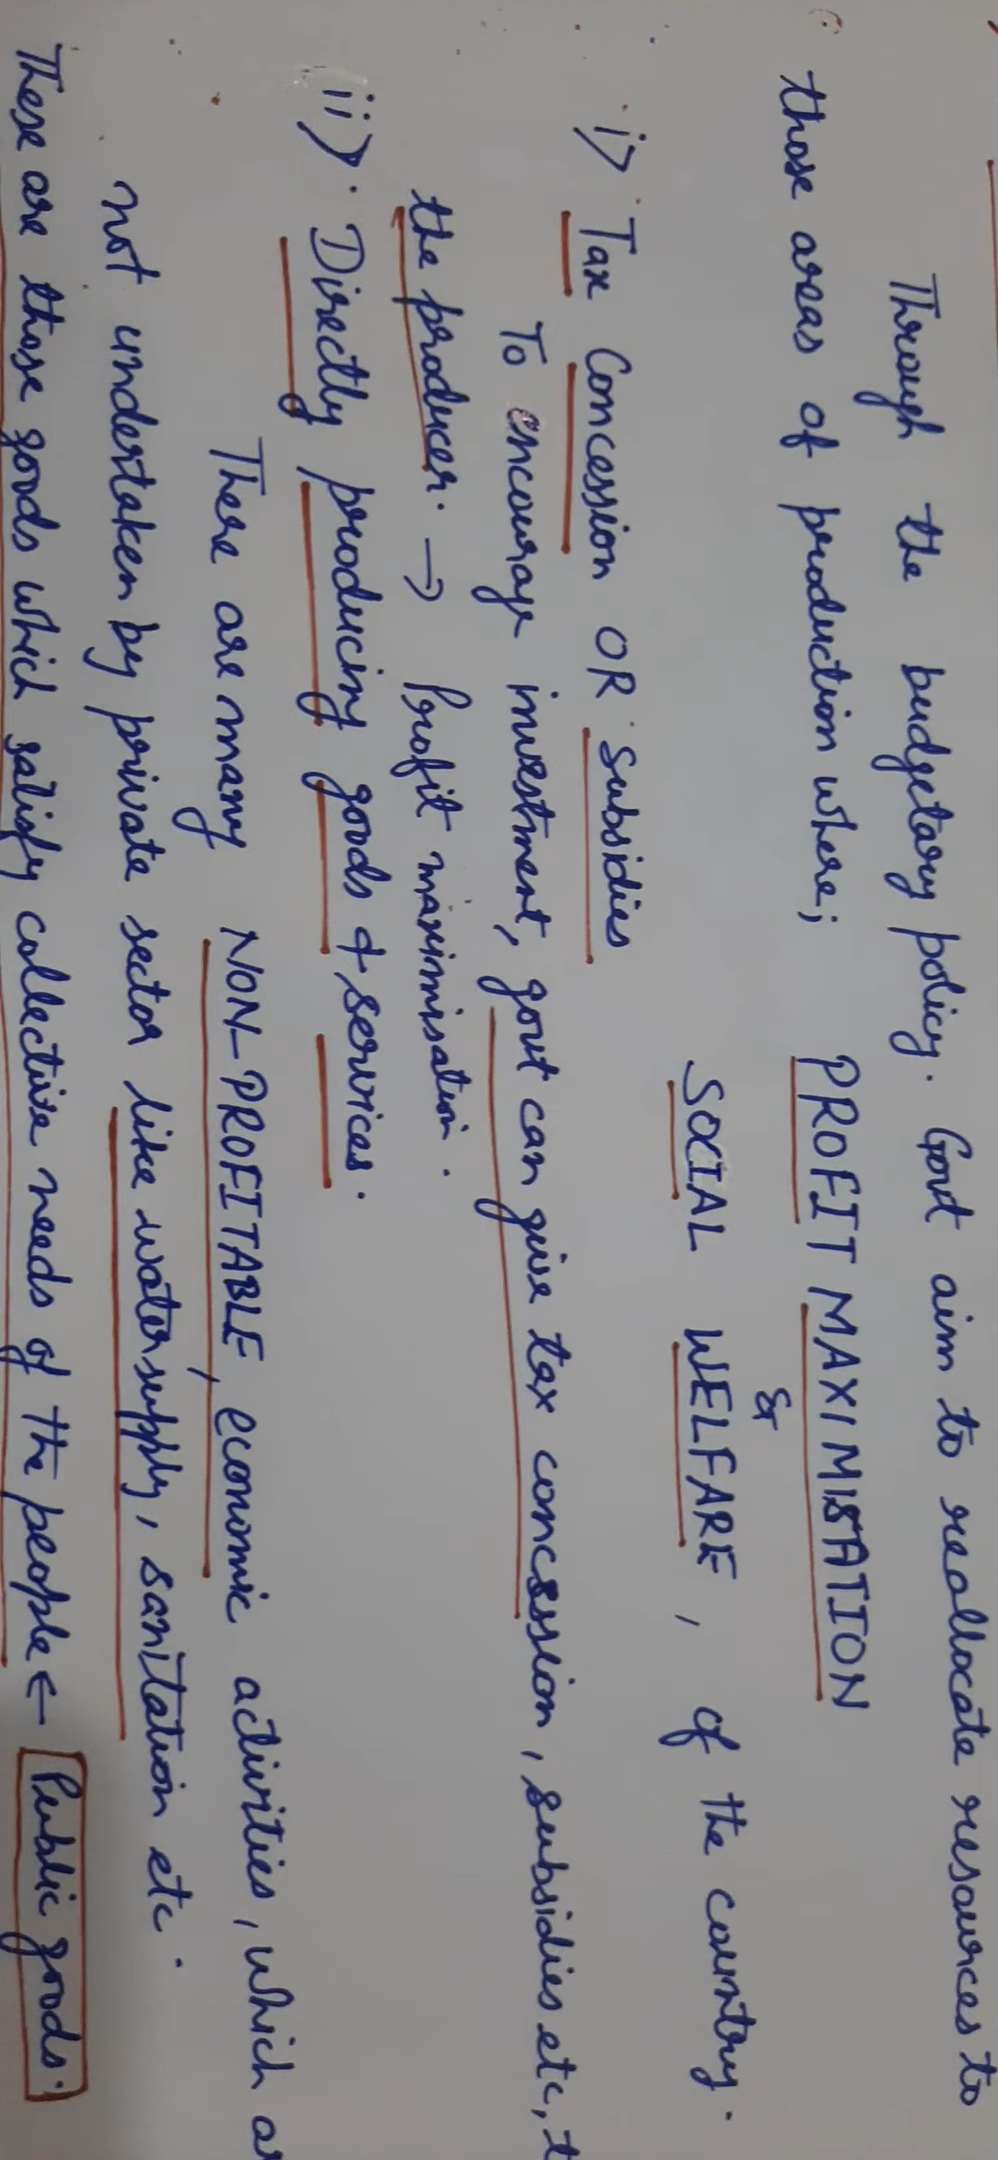 Through the budgetary policy. Govt aim to reallocate resources to
those areas of production where; PROFIT MAXIMISATION
&
SOCIAL WELFARE, of the country.
i> Tax Concession OR Subsidies
To encourage investment, govt can give tax concession, subsidies etc, t
the producer. → Profit maximisation.
ii> Directly producing goods & services.
There are many NON-PROFITABLE, economic activities, which ar
not undertaken by private sector like water supply, sanitation etc.
These are those goods which satisfy collective needs of the people ← Public goods.